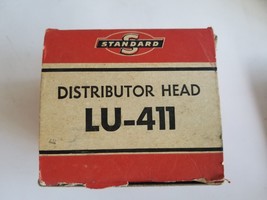 S
STANDARD
DISTRIBUTOR HEAD
LU-411